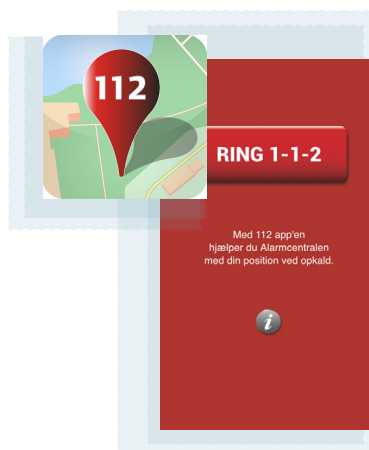 112
RING 1-1-2
Med 112 app'en
hjælper du Alarmcentralen
med din position ved opkald.
i